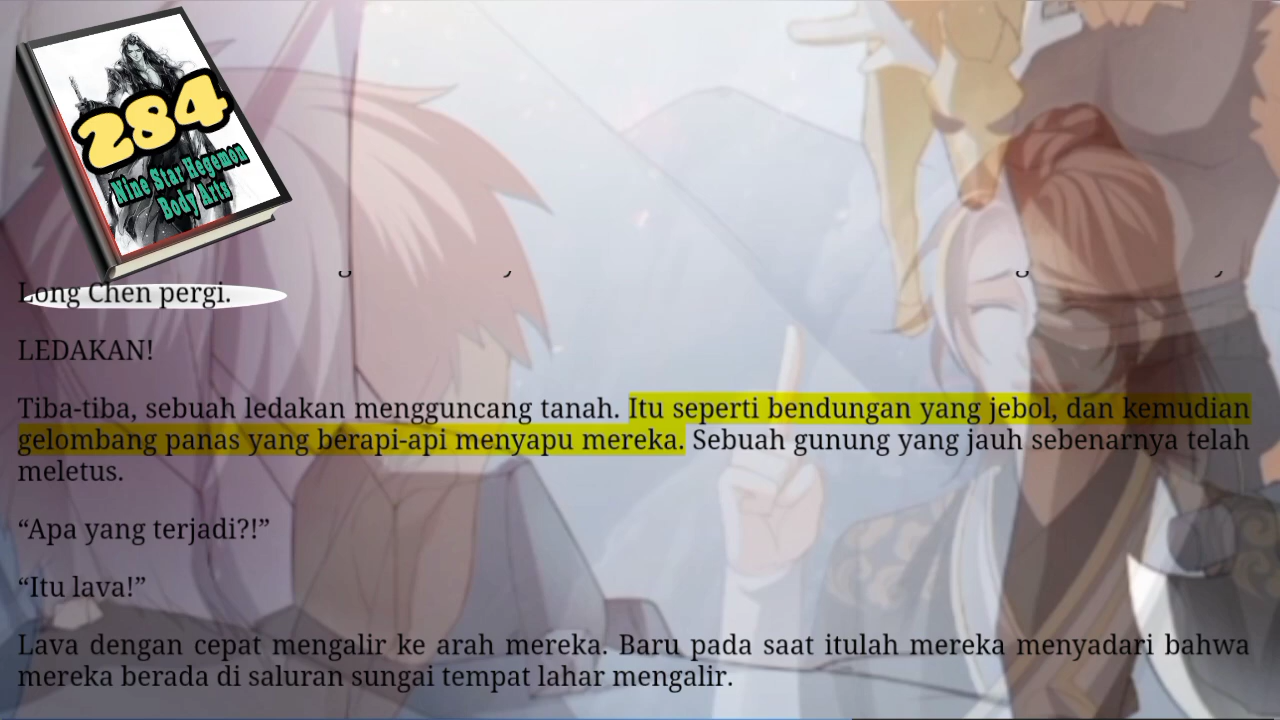 284
Nine Star Hegemon
Body Arts
Long Chen pergi.
LEDAKAN!
Tiba-tiba, sebuah ledakan mengguncang tanah. Itu seperti bendungan yang jebol, dan kemudian
gelombang panas yang berapi-api menyapu mereka. Sebuah gunung yang jauh sebenarnya telah
meletus.
“Apa yang terjadi?!”
“Itu lava!”
Lava dengan cepat mengalir ke arah mereka. Baru pada saat itulah mereka menyadari bahwa
mereka berada di saluran sungai tempat lahar mengalir.